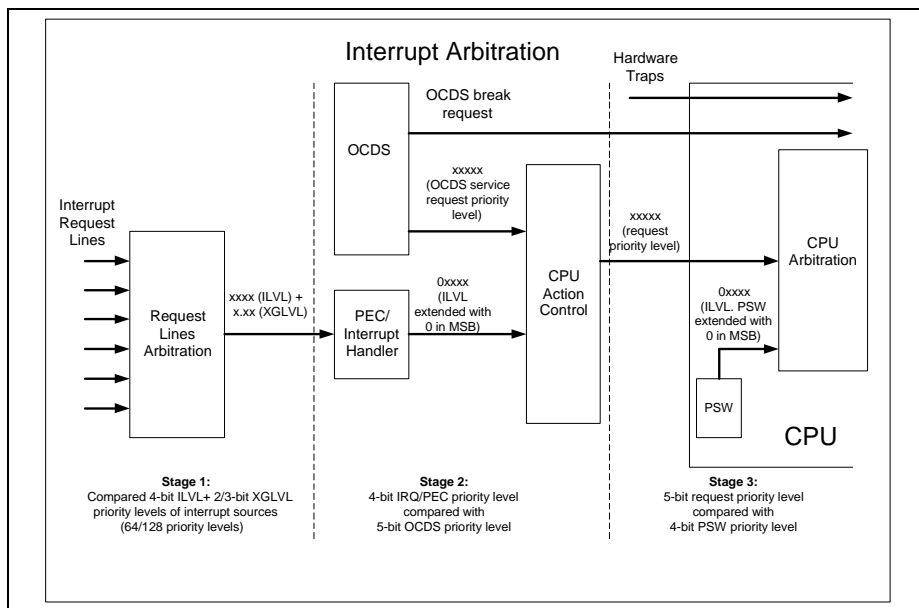 Interrupt Arbitration
Hardware
Traps
OCDS break
request
OCDS
xxxxx
(OCDS service
request priority
level)
Interrupt
Request
Lines
xxxxx
(request
priority level)
CPU
Arbitration
CPU
Action
Control
xxxx (ILVL) +
x.xx (XGLVL)
Request
Lines
Arbitration
PEC/
Interrupt
Handler
0xxxx
(ILVL
extended with
0 in MSB)
0xxxx
(ILVL. PSW
extended with
0 in MSB)
PSW
CPU
Stage 1:
Compared 4-bit ILVL+ 2/3-bit XGLVL
priority levels of interrupt sources
(64/128 priority levels)
Stage 2:
4-bit IRQ/PEC priority level
compared with
5-bit OCDS priority level
Stage 3:
5-bit request priority level
compared with
4-bit PSW priority level